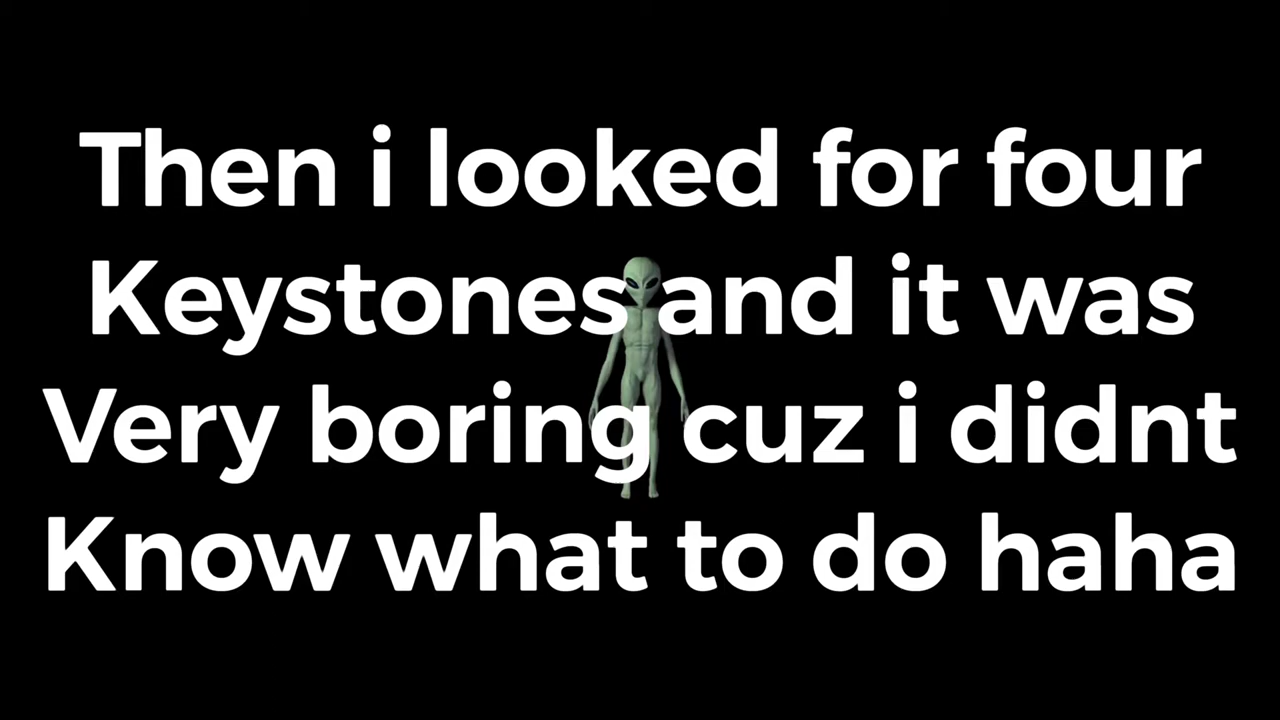 Then i looked for four
Keystones and it was
Very boring cuz i didnt
Know what to do haha